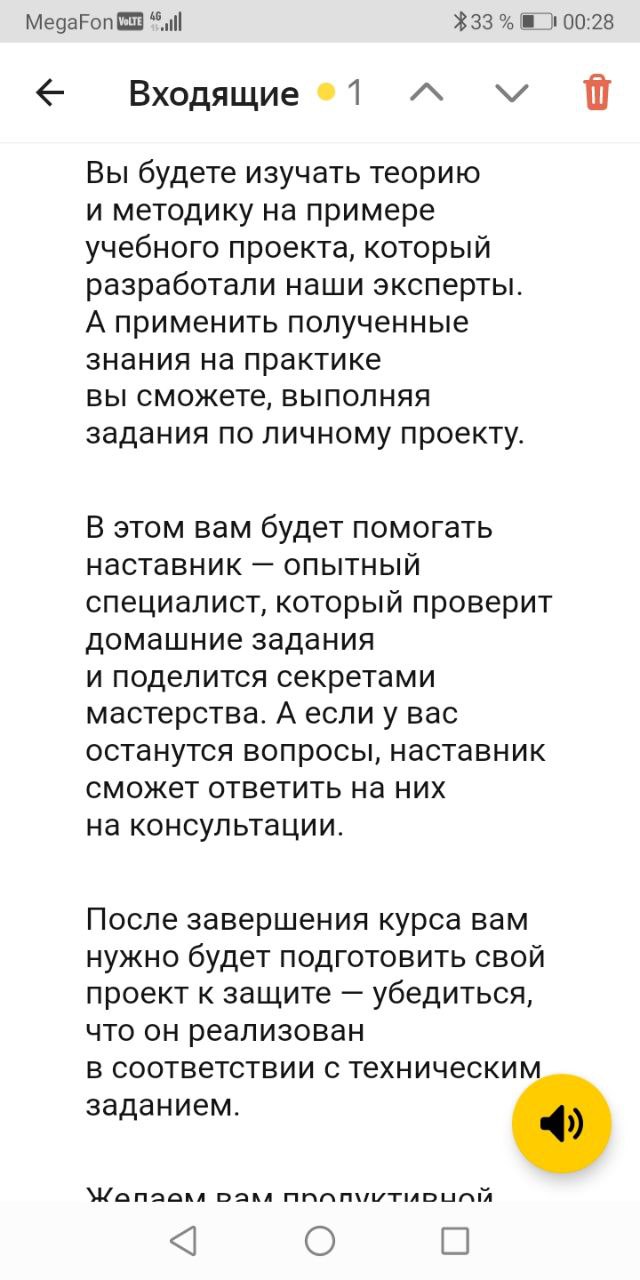 MegaFon VoLTE 4G 33 % 00:28
Входящие 1
Вы будете изучать теорию
и методику на примере
учебного проекта, который
разработали наши эксперты.
А применить полученные
знания на практике
вы сможете, выполняя
задания по личному проекту.
В этом вам будет помогать
наставник — опытный
специалист, который проверит
домашние задания
и поделится секретами
мастерства. А если у вас
останутся вопросы, наставник
сможет ответить на них
на консультации.
После завершения курса вам
нужно будет подготовить свой
проект к защите — убедиться,
что он реализован
в соответствии с техническим
заданием.
Желаем вам продуктивной